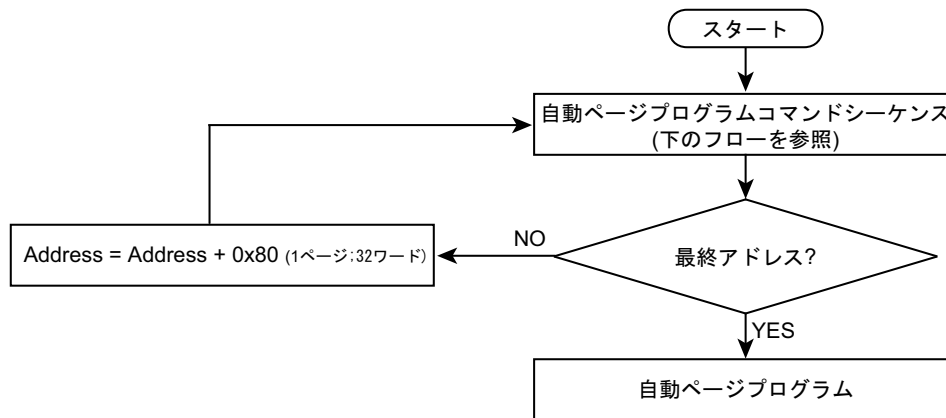 スタート
自動ページプログラムコマンドシーケンス
(下のフローを参照)
Address = Address + 0x80 (1ページ;32ワード)
NO
最終アドレス?
YES
自動ページプログラム